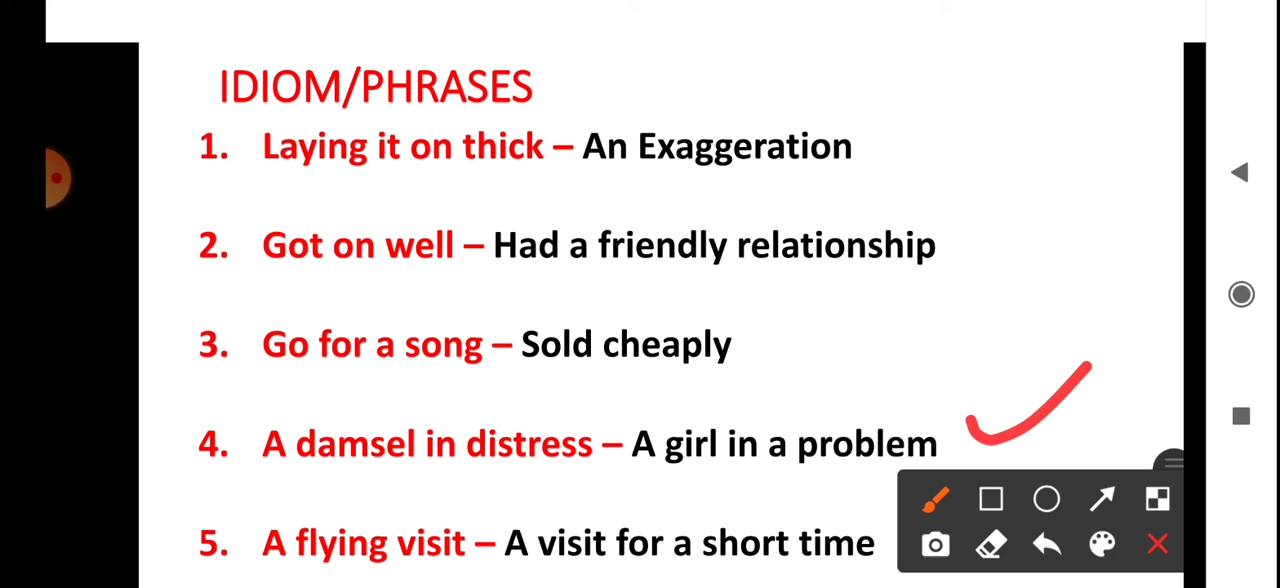 IDIOM/PHRASES
1. Laying it on thick – An Exaggeration
2. Got on well – Had a friendly relationship
3. Go for a song – Sold cheaply
4. A damsel in distress – A girl in a problem
5. A flying visit – A visit for a short time